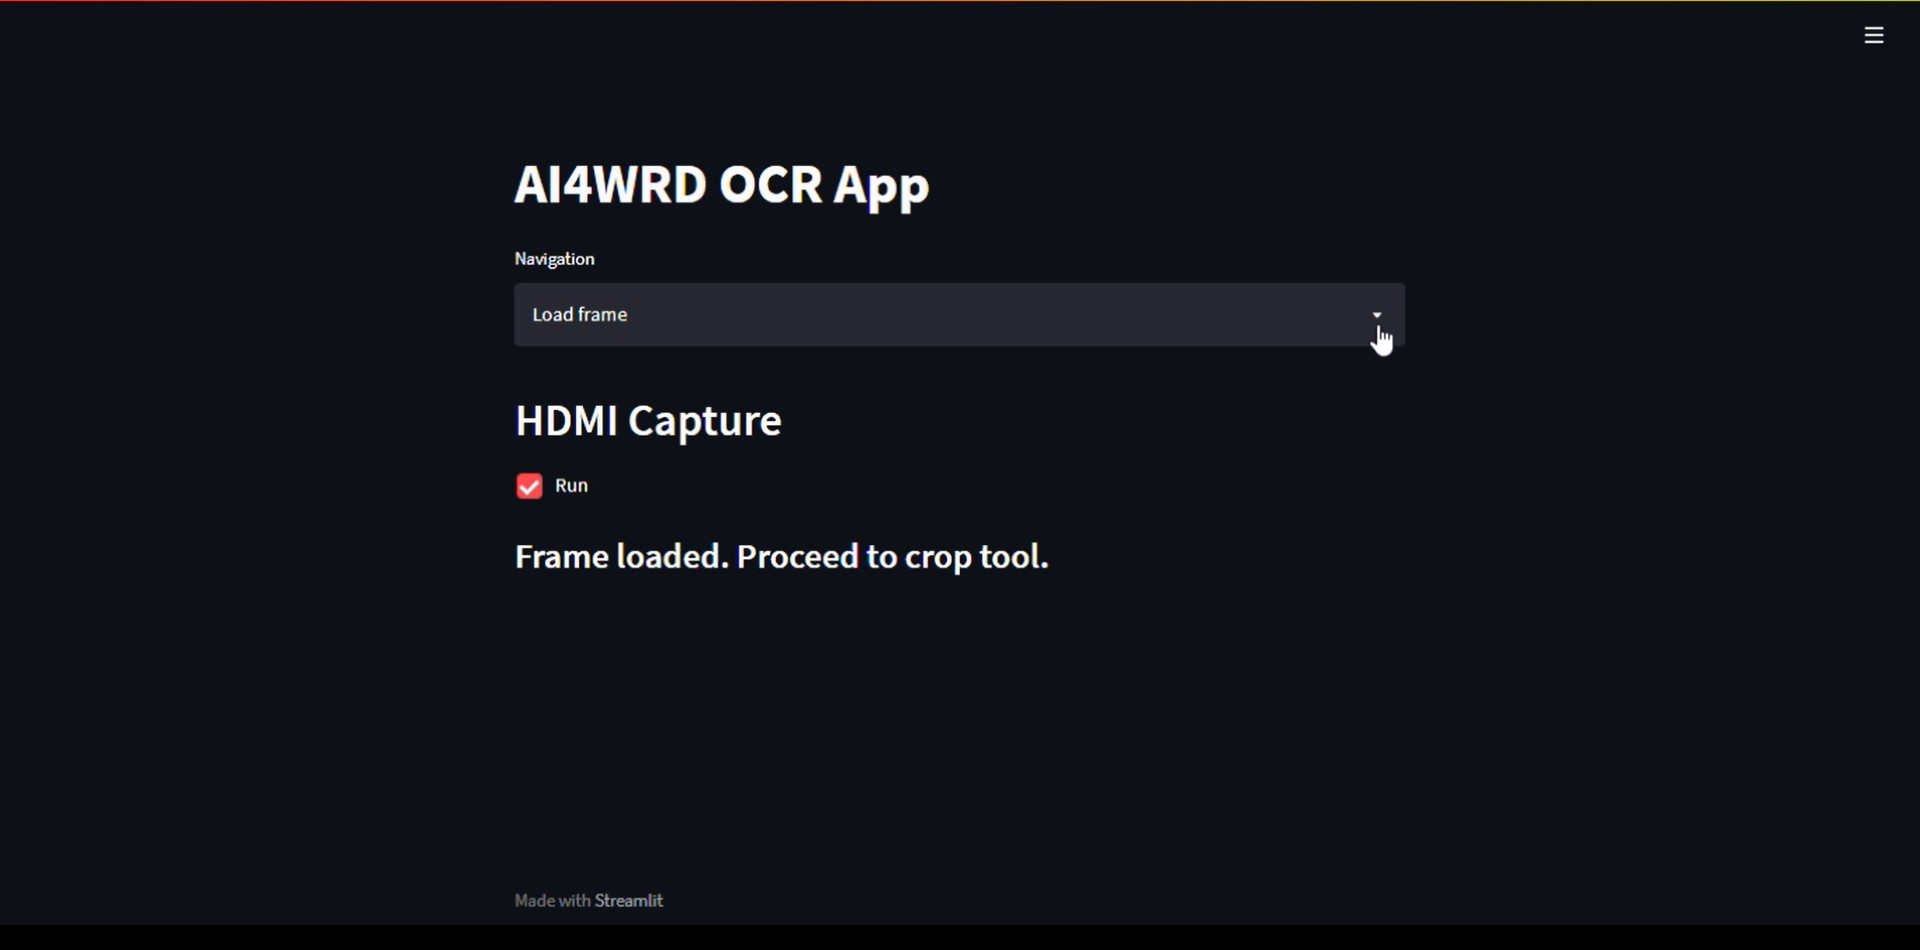 AI4WRD OCR App
Navigation
Load frame
HDMI Capture
Run
Frame loaded. Proceed to crop tool.
Made with Streamlit